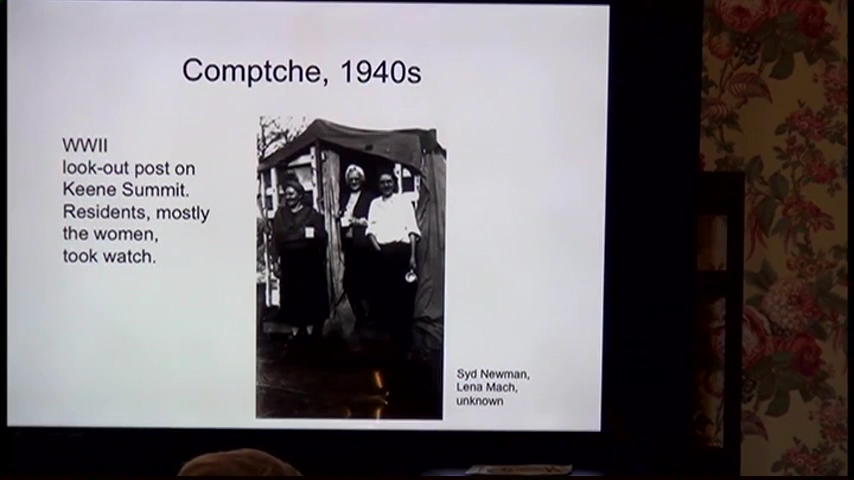 Comptche, 1940s
WWII
look-out post on
Keene Summit.
Residents, mostly
the women,
took watch.
Syd Newman,
Lena Mach,
unknown